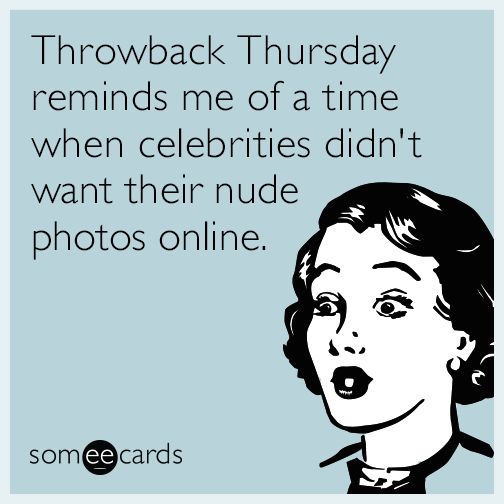 Throwback Thursday
reminds me of a time
when celebrities didn't
want their nude
photos online.
someecards